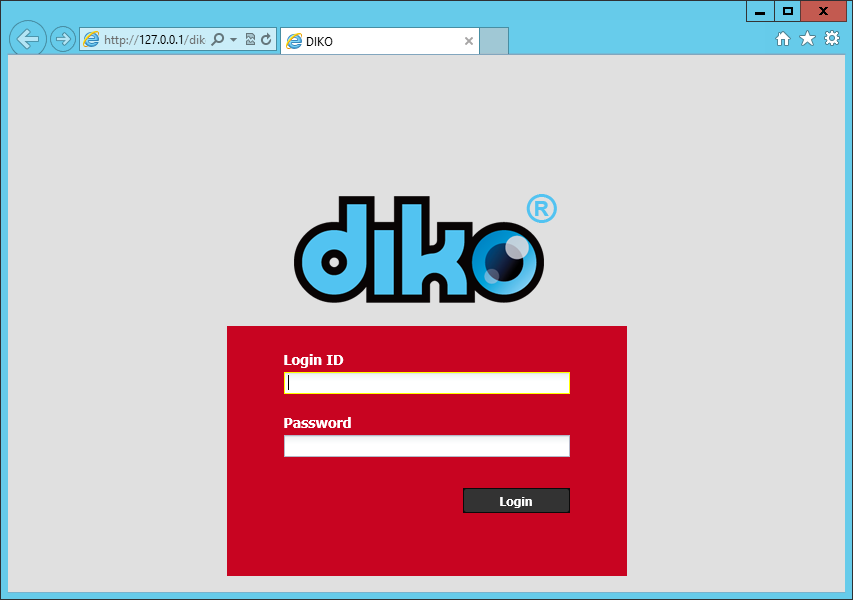 http://127.0.0.1/dik
DIKO
diko®
Login ID
Password
Login